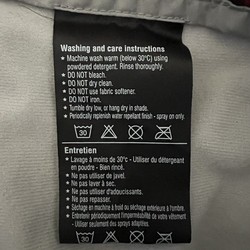 Washing and care instructions
• Machine wash warm (below 30°C) using
powdered detergent. Rinse thoroughly.
• DO NOT bleach.
• DO NOT dry clean.
• DO NOT use fabric softener.
• DO NOT iron.
• Tumble dry low, or hang dry in shade.
• Periodically replenish water repellant finish - spray on only.
30
Entretien
• Lavage à moins de 30°c - Utiliser du détergent
en poudre - Bien rincé.
• Ne pas utiliser de javel.
• Ne pas laver à sec.
• Ne pas utiliser d'adoucissants.
• Ne pas repasser.
• Séchage en machine à froid ou séchage extérieure à l'ombre.
• Entretenir périodiquement l'imperméabilité de votre vêtement
- Utiliser des sprays seulement.
30